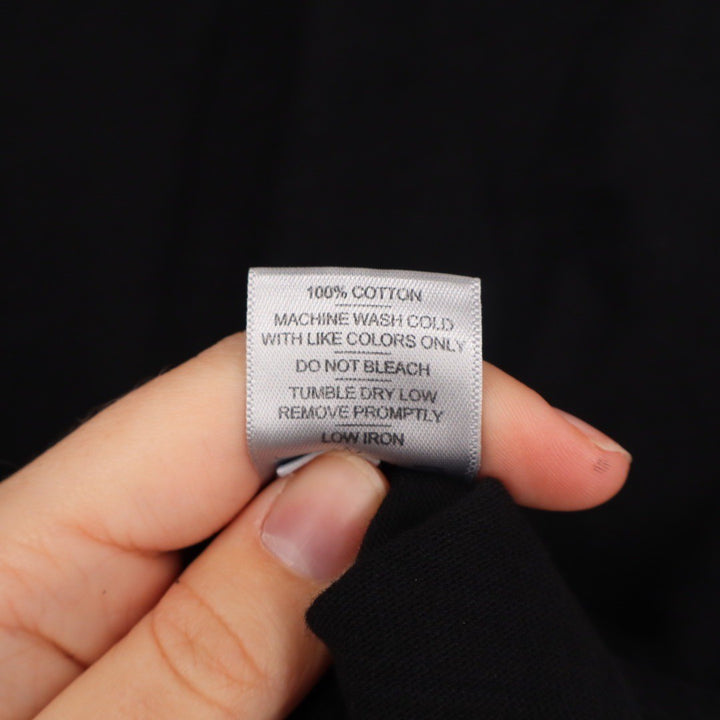 100% COTTON
MACHINE WASH COLD
WITH LIKE COLORS ONLY
DO NOT BLEACH
TUMBLE DRY LOW
REMOVE PROMPTLY
LOW IRON